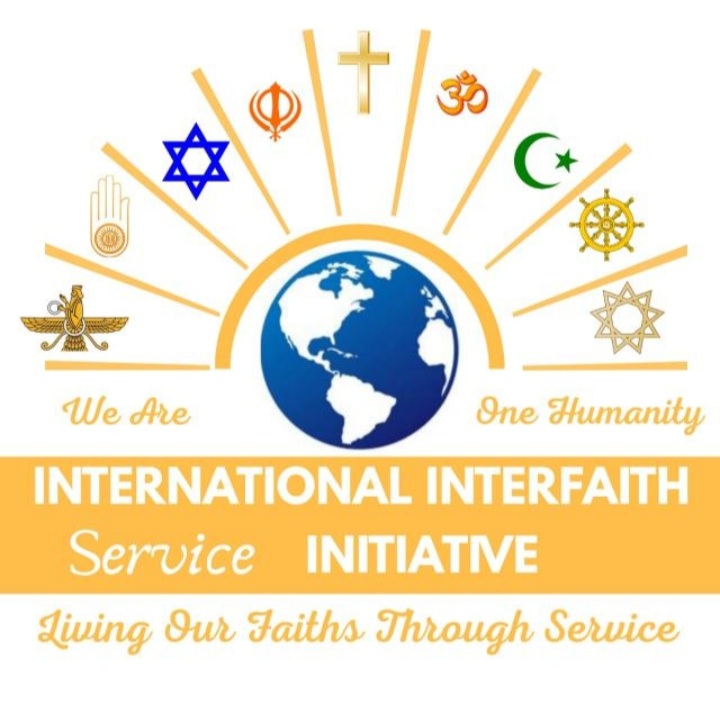 We Are One Humanity
INTERNATIONAL INTERFAITH
Service INITIATIVE
Living Our Faiths Through Service